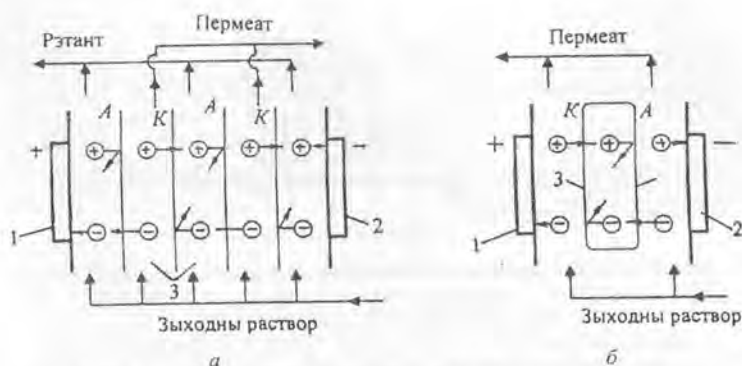 Рэтант
Пермеат
А К А К
+ + + + + + −
1 − − − − − 2
3
Зыходны раствор
а
Пермеат
К А
+ + + + −
3
1 − − − 2
Зыходны раствор
б